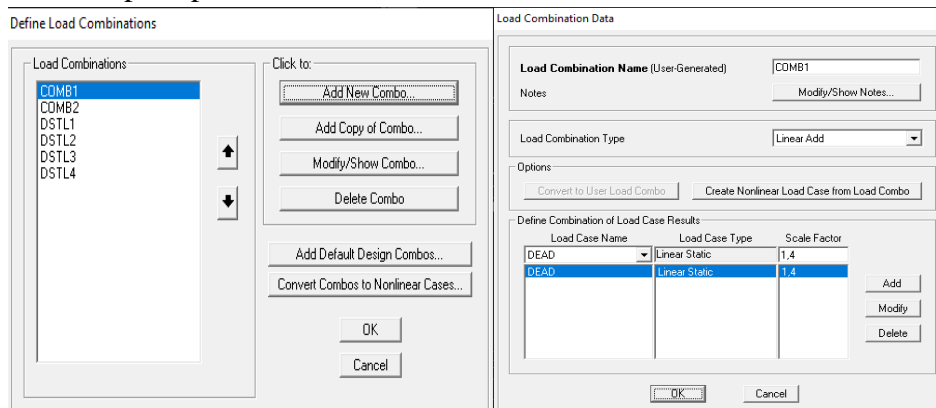 Define Load Combinations
Load Combinations
COMB1
COMB2
DSTL1
DSTL2
DSTL3
DSTL4
Click to:
Add New Combo...
Add Copy of Combo...
Modify/Show Combo...
Delete Combo
Add Default Design Combos...
Convert Combos to Nonlinear Cases...
OK
Cancel
Load Combination Data
Load Combination Name (User-Generated) COMB1
Notes Modify/Show Notes...
Load Combination Type Linear Add
Options
Convert to User Load Combo Create Nonlinear Load Case from Load Combo
Define Combination of Load Case Results
Load Case Name Load Case Type Scale Factor
DEAD Linear Static 1,4
DEAD Linear Static 1,4
Add
Modify
Delete
OK Cancel